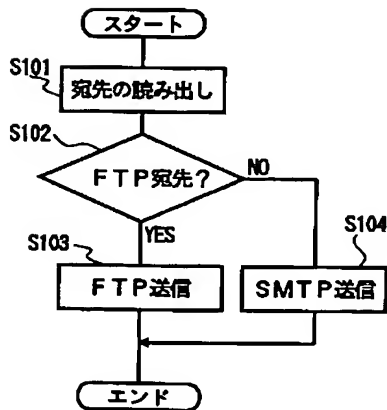 スタート
S101
宛先の読み出し
S102
FTP宛先?
NO
YES
S103
S104
FTP送信
SMTP送信
エンド